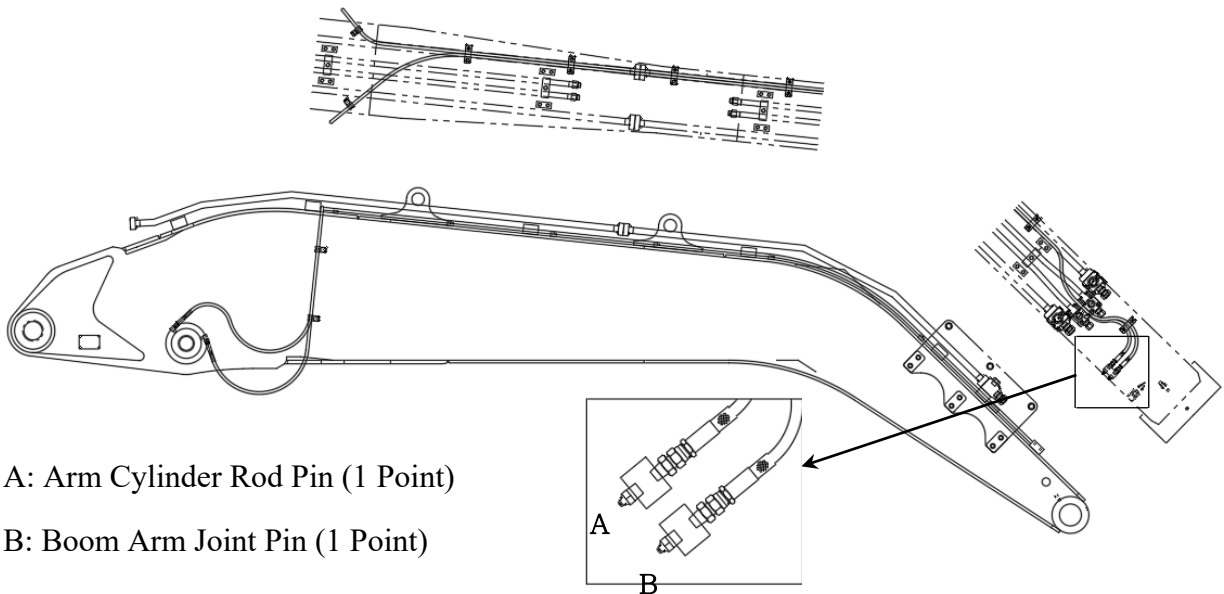 A: Arm Cylinder Rod Pin (1 Point)
B: Boom Arm Joint Pin (1 Point)
A
B